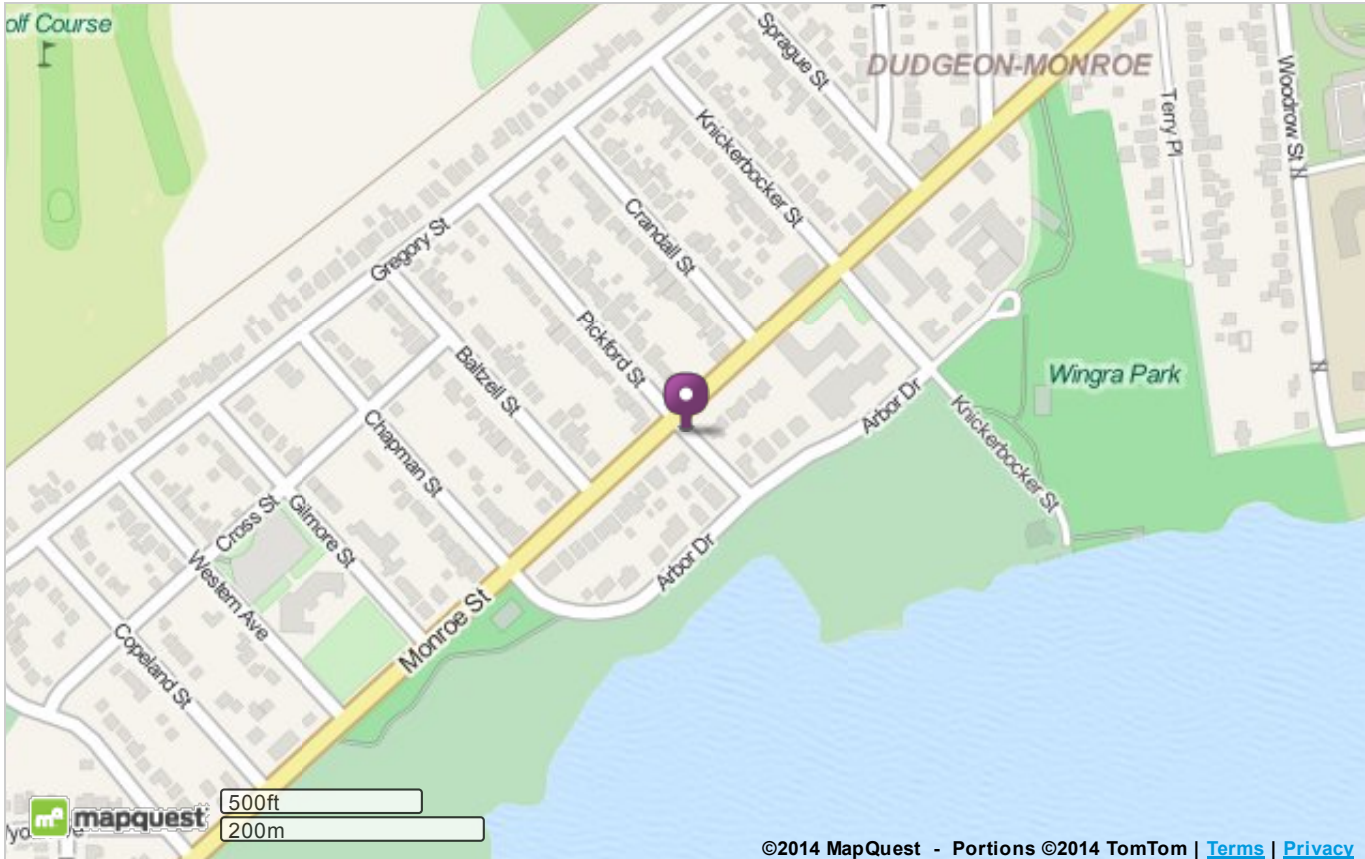 olf Course
Sprague St
DUDGEON-MONROE
Woodrow St
Terry Pl
Knickerbocker St
Crandall St
Gregory St
Pickford St
Baltzell St
Wingra Park
Arbor Dr
Knickerbocker St
Chapman St
Cross St
Gilmore St
Arbor Dr
Western Ave
Monroe St
Copeland St
500ft
mapquest
200m
©2014 MapQuest - Portions ©2014 TomTom | Terms | Privacy